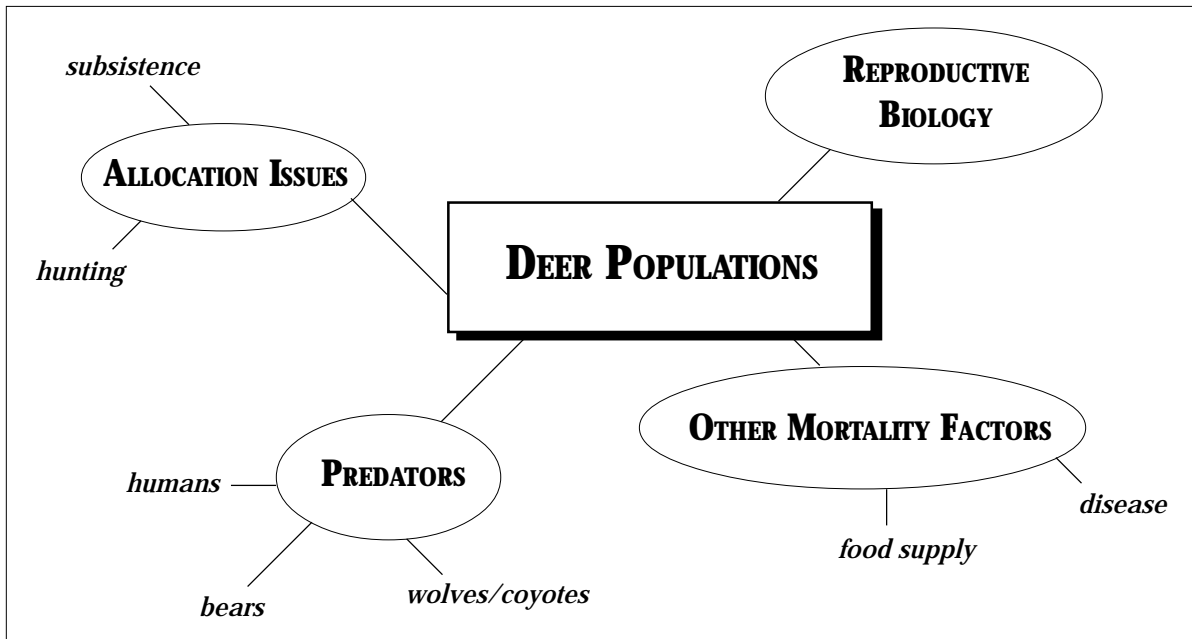 subsistence
REPRODUCTIVE
BIOLOGY
ALLOCATION ISSUES
hunting
DEER POPULATIONS
OTHER MORTALITY FACTORS
PREDATORS
humans
disease
food supply
bears
wolves/coyotes